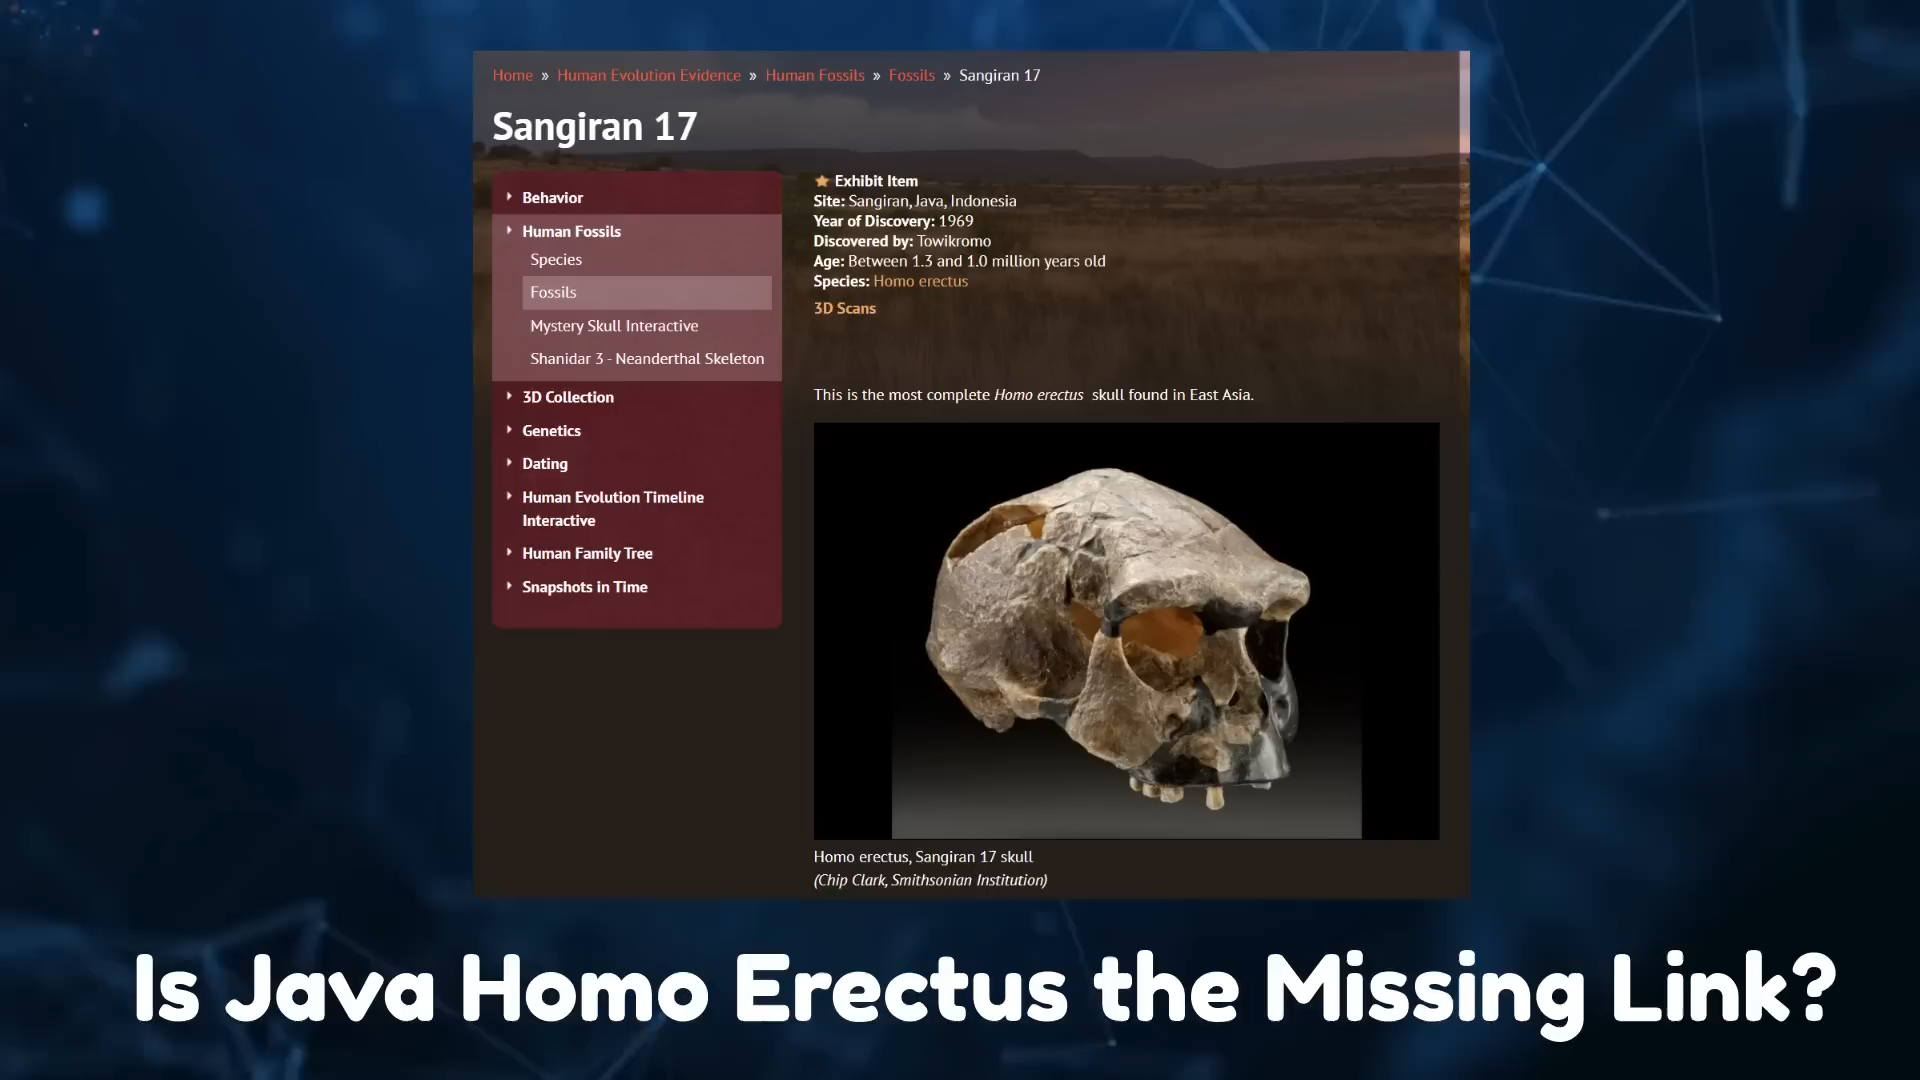 Home » Human Evolution Evidence » Human Fossils » Fossils » Sangiran 17
Sangiran 17
Behavior
Human Fossils
Species
Fossils
Mystery Skull Interactive
Shanidar 3 - Neanderthal Skeleton
3D Collection
Genetics
Dating
Human Evolution Timeline
Interactive
Human Family Tree
Snapshots in Time
Exhibit Item
Site: Sangiran, Java, Indonesia
Year of Discovery: 1969
Discovered by: Towikromo
Age: Between 1.3 and 1.0 million years old
Species: Homo erectus
3D Scans
This is the most complete Homo erectus skull found in East Asia.
Homo erectus, Sangiran 17 skull
(Chip Clark, Smithsonian Institution)
Is Java Homo Erectus the Missing Link?